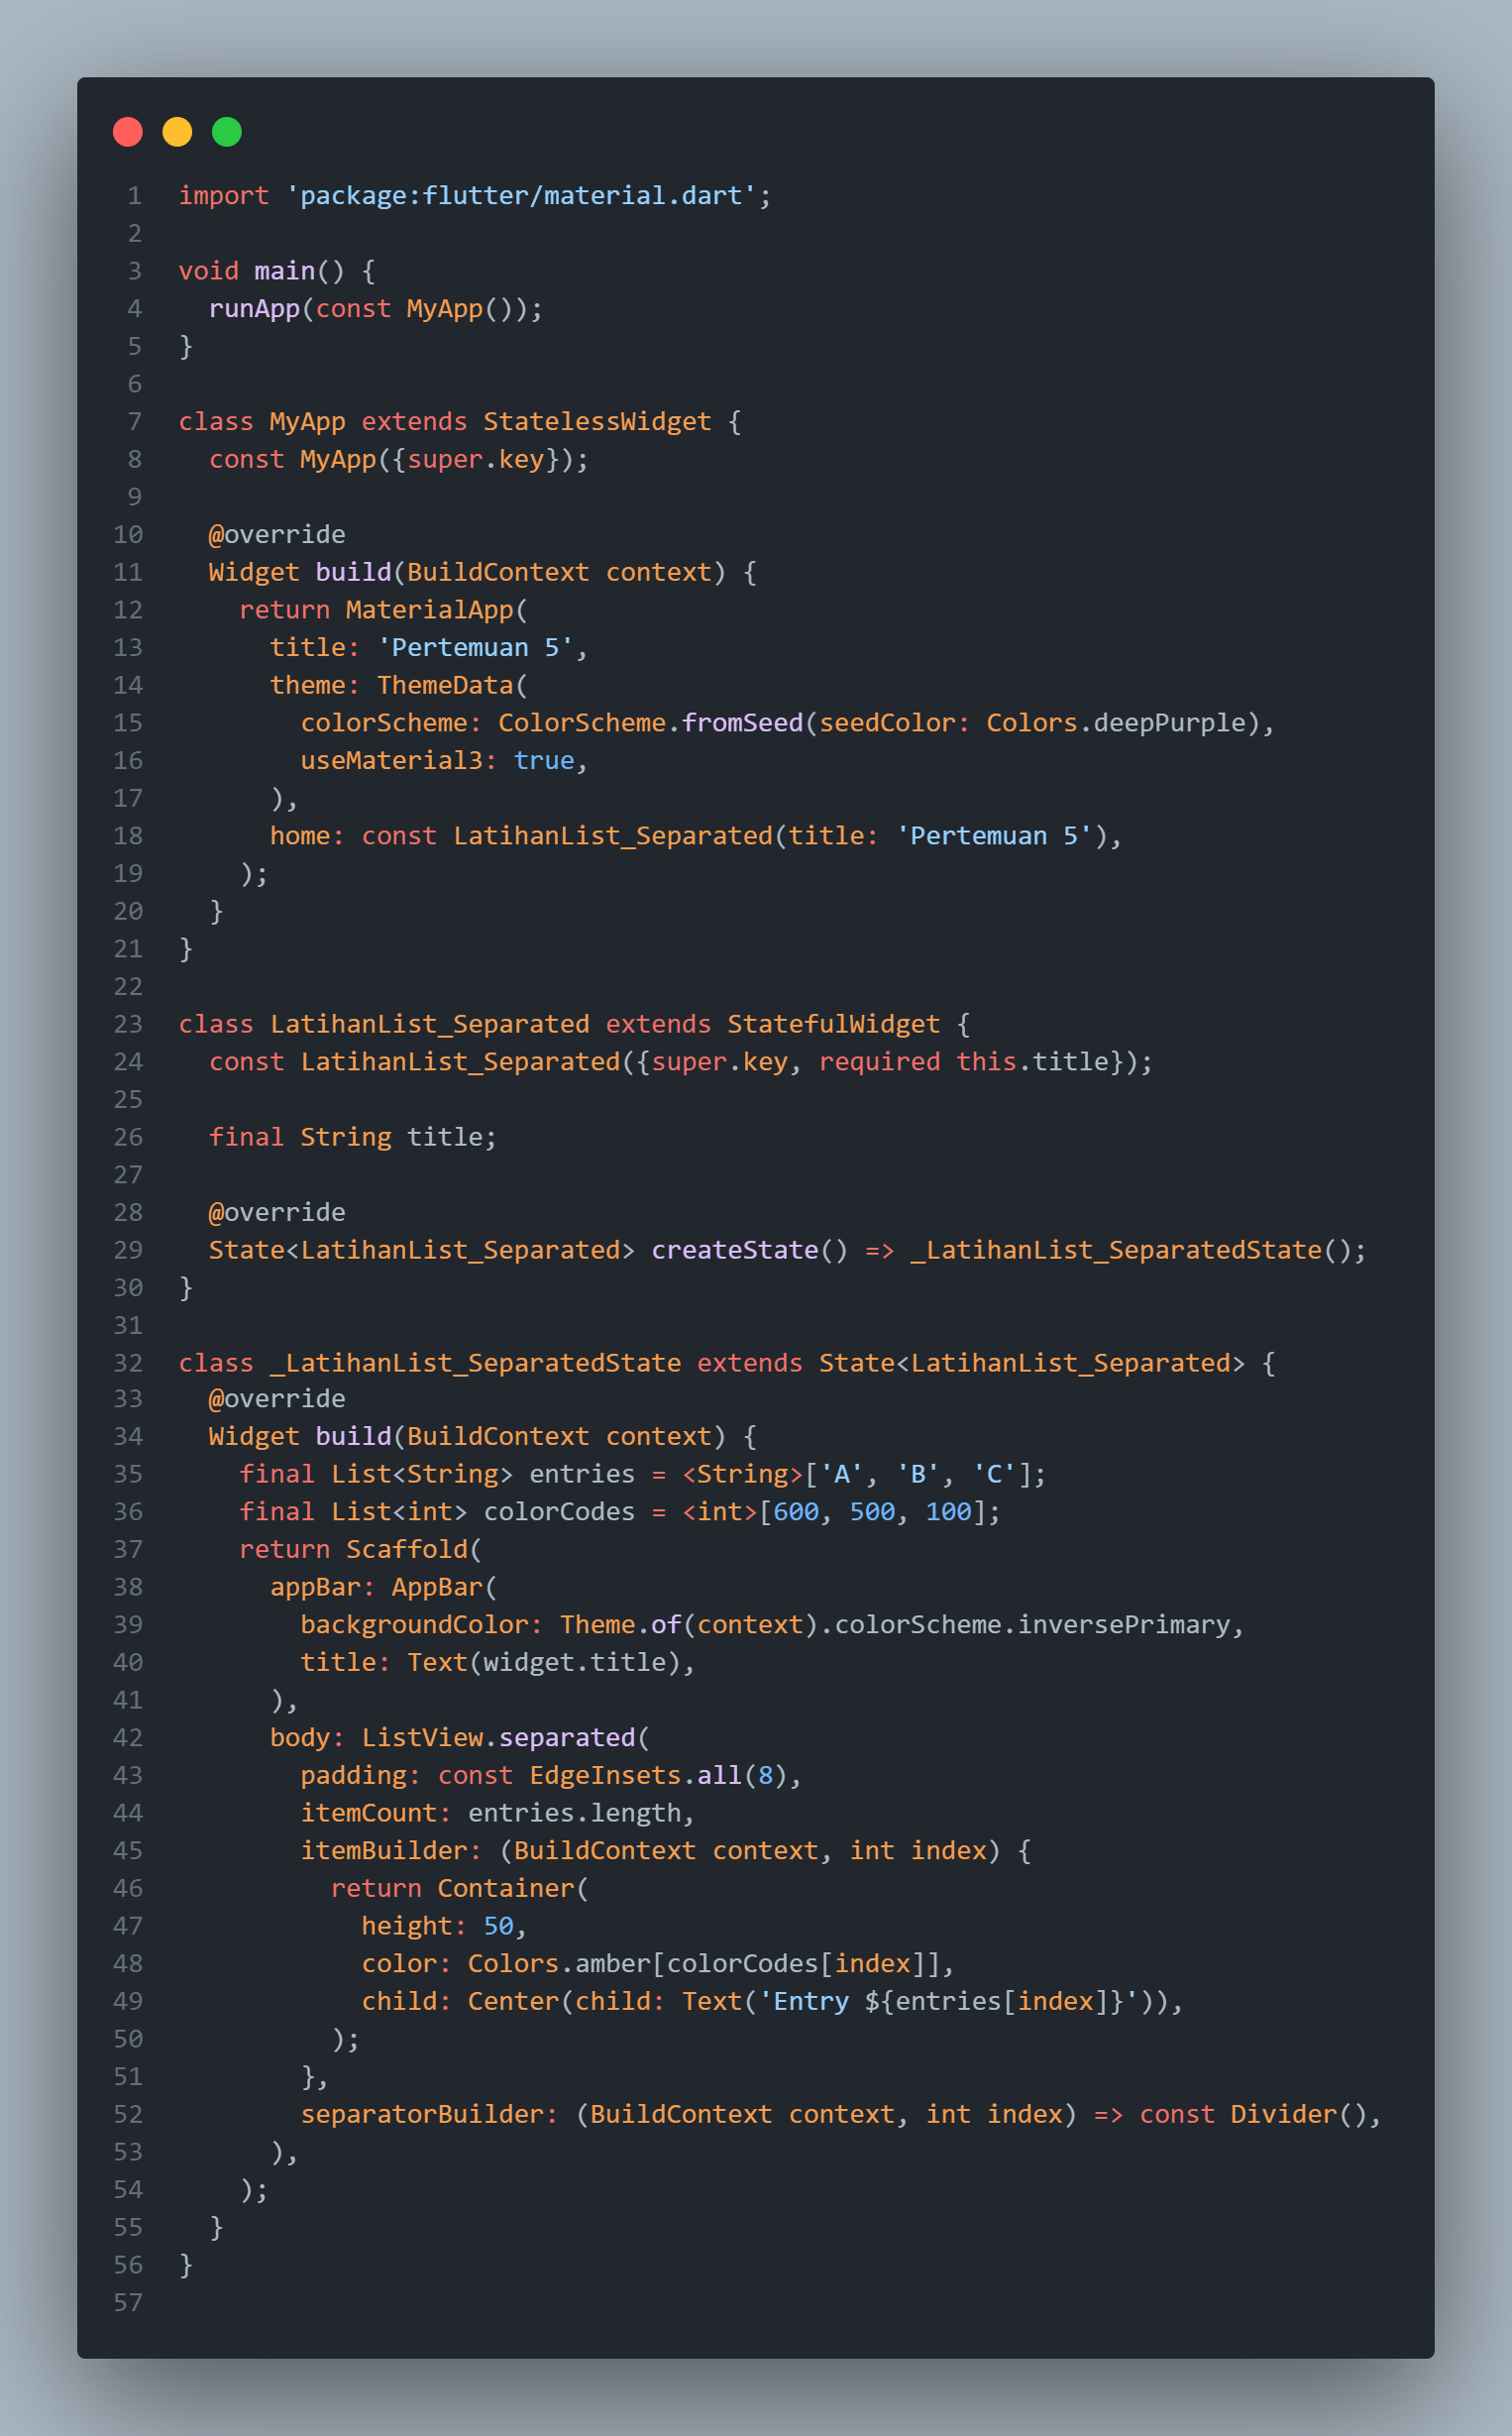 1 import 'package:flutter/material.dart';
2
3 void main() {
4   runApp(const MyApp());
5 }
6
7 class MyApp extends StatelessWidget {
8   const MyApp({super.key});
9
10   @override
11   Widget build(BuildContext context) {
12     return MaterialApp(
13       title: 'Pertemuan 5',
14       theme: ThemeData(
15         colorScheme: ColorScheme.fromSeed(seedColor: Colors.deepPurple),
16         useMaterial3: true,
17       ),
18       home: const LatihanList_Separated(title: 'Pertemuan 5'),
19     );
20   }
21 }
22
23 class LatihanList_Separated extends StatefulWidget {
24   const LatihanList_Separated({super.key, required this.title});
25
26   final String title;
27
28   @override
29   State<LatihanList_Separated> createState() => _LatihanList_SeparatedState();
30 }
31
32 class _LatihanList_SeparatedState extends State<LatihanList_Separated> {
33   @override
34   Widget build(BuildContext context) {
35     final List<String> entries = <String>['A', 'B', 'C'];
36     final List<int> colorCodes = <int>[600, 500, 100];
37     return Scaffold(
38       appBar: AppBar(
39         backgroundColor: Theme.of(context).colorScheme.inversePrimary,
40         title: Text(widget.title),
41       ),
42       body: ListView.separated(
43         padding: const EdgeInsets.all(8),
44         itemCount: entries.length,
45         itemBuilder: (BuildContext context, int index) {
46           return Container(
47             height: 50,
48             color: Colors.amber[colorCodes[index]],
49             child: Center(child: Text('Entry ${entries[index]}')),
50           );
51         },
52         separatorBuilder: (BuildContext context, int index) => const Divider(),
53       ),
54     );
55   }
56 }
57